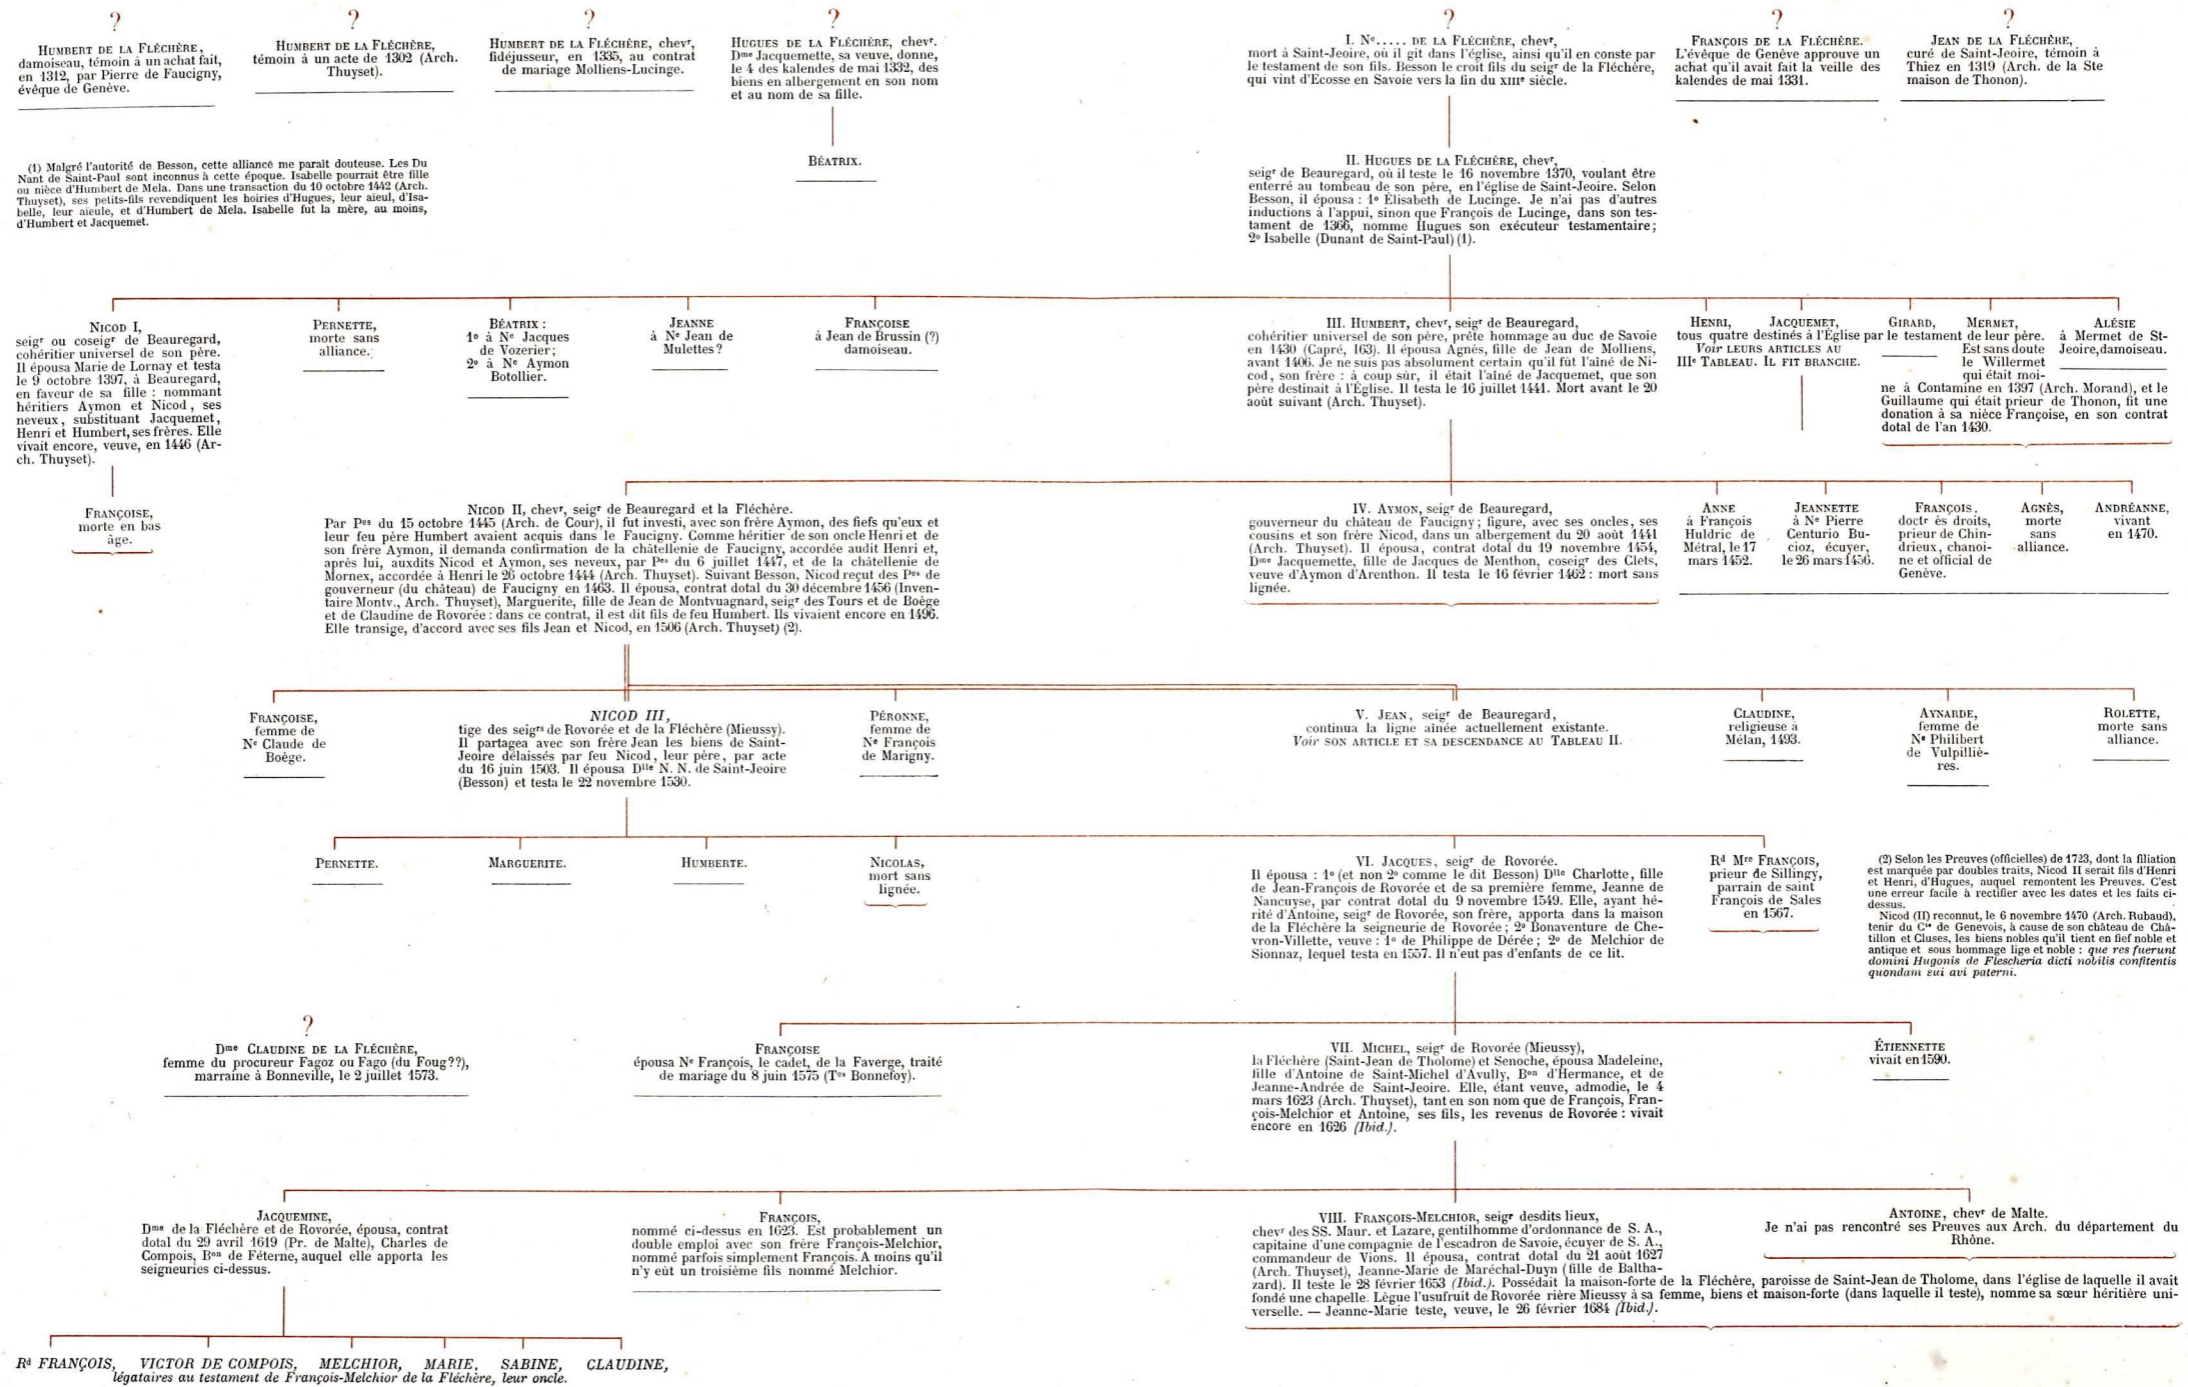 ?
HUMBERT DE LA FLÉCHÈRE,
damoiseau, témoin à un achat fait,
en 1312, par Pierre de Faucigny,
évêque de Genève.
?
HUMBERT DE LA FLÉCHÈRE,
témoin à un acte de 1302 (Arch.
Thuyset).
?
HUMBERT DE LA FLÉCHÈRE, chevr,
fidéjusseur, en 1335, au contrat
de mariage Molliens-Lucinge.
?
HUGUES DE LA FLÉCHÈRE, chevr.
Dme Jacquemette, sa veuve, donne,
le 4 des kalendes de mai 1332, des
biens en albergement en son nom
et au nom de sa fille.
BÉATRIX.
?
I. Ne..... DE LA FLÉCHÈRE, chevr,
mort à Saint-Jeoire, où il gît dans l'église, ainsi qu'il en conste par
le testament de son fils. Besson le croit fils du seigr de la Fléchère,
qui vint d'Ecosse en Savoie vers la fin du XIIIe siècle.
?
FRANÇOIS DE LA FLÉCHÈRE.
L'évêque de Genève approuve un
achat qu'il avait fait la veille des
kalendes de mai 1331.
?
JEAN DE LA FLÉCHÈRE,
curé de Saint-Jeoire, témoin à
Thiez en 1319 (Arch. de la Ste
maison de Thonon).
(1) Malgré l'autorité de Besson, cette alliance me paraît douteuse. Les Du
Nant de Saint-Paul sont inconnus à cette époque. Isabelle pourrait être fille
ou nièce d'Humbert de Mela. Dans une transaction du 10 octobre 1442 (Arch.
Thuyset), ses petits-fils revendiquent les hoiries d'Hugues, leur aïeul, d'Isa-
belle, leur aïeule, et d'Humbert de Mela. Isabelle fut la mère, au moins,
d'Humbert et Jacquemet.
II. HUGUES DE LA FLÉCHÈRE, chevr,
seigr de Beauregard, où il teste le 16 novembre 1370, voulant être
enterré au tombeau de son père, en l'église de Saint-Jeoire. Selon
Besson, il épousa : 1o Élisabeth de Lucinge. Je n'ai pas d'autres
inductions à l'appui, sinon que François de Lucinge, dans son tes-
tament de 1366, nomme Hugues son exécuteur testamentaire;
2o Isabelle (Dunant de Saint-Paul) (1).
NICOD I,
seigr ou coseigr de Beauregard,
cohéritier universel de son père.
Il épousa Marie de Lornay et testa
le 9 octobre 1397, à Beauregard,
en faveur de sa fille : nommant
héritiers Aymon et Nicod, ses
neveux, substituant Jacquemet,
Henri et Humbert, ses frères. Elle
vivait encore, veuve, en 1446 (Ar-
ch. Thuyset).
PERNETTE,
morte sans
alliance.
BÉATRIX :
1o à Ne Jacques
de Vozerier;
2o à Ne Aymon
Botollier.
JEANNE
à Ne Jean de
Mulettes?
FRANÇOISE
à Jean de Brussin (?)
damoiseau.
III. HUMBERT, chevr, seigr de Beauregard,
cohéritier universel de son père, prête hommage au duc de Savoie
en 1430 (Capré, 163). Il épousa Agnès, fille de Jean de Molliens,
avant 1406. Je ne suis pas absolument certain qu'il fût l'aîné de Ni-
cod, son frère : à coup sûr, il était l'aîné de Jacquemet, que son
père destinait à l'Église. Il testa le 16 juillet 1441. Mort avant le 20
août suivant (Arch. Thuyset).
HENRI, JACQUEMET, GIRARD, MERMET,
tous quatre destinés à l'Église par le testament de leur père.
Voir LEURS ARTICLES AU
IIIe TABLEAU. IL FIT BRANCHE.
Est sans doute
le Willermet
qui était moi-
ne à Contamine en 1397 (Arch. Morand), et le
Guillaume qui était prieur de Thonon, fit une
donation à sa nièce Françoise, en son contrat
dotal de l'an 1430.
ALÉSIE
à Mermet de St-
Jeoire, damoiseau.
FRANÇOISE,
morte en bas
âge.
NICOD II, chevr, seigr de Beauregard et la Fléchère.
Par Pes du 15 octobre 1445 (Arch. de Cour), il fut investi, avec son frère Aymon, des fiefs qu'eux et
leur feu père Humbert avaient acquis dans le Faucigny. Comme héritier de son oncle Henri et de
son frère Aymon, il demanda confirmation de la châtellenie de Faucigny, accordée audit Henri et,
après lui, auxdits Nicod et Aymon, ses neveux, par Pes du 6 juillet 1447, et de la châtellenie de
Mornex, accordée à Henri le 26 octobre 1444 (Arch. Thuyset). Suivant Besson, Nicod reçut des Pes de
gouverneur (du château) de Faucigny en 1463. Il épousa, contrat dotal du 30 décembre 1456 (Inven-
taire Montv., Arch. Thuyset), Marguerite, fille de Jean de Montvuagnard, seigr des Tours et de Boège
et de Claudine de Rovorée : dans ce contrat, il est dit fils de feu Humbert. Ils vivaient encore en 1496.
Elle transige, d'accord avec ses fils Jean et Nicod, en 1506 (Arch. Thuyset) (2).
IV. AYMON, seigr de Beauregard,
gouverneur du château de Faucigny; figure, avec ses oncles, ses
cousins et son frère Nicod, dans un albergement du 20 août 1441
(Arch. Thuyset). Il épousa, contrat dotal du 19 novembre 1454,
Dme Jacquemette, fille de Jacques de Menthon, coseigr des Clets,
veuve d'Aymon d'Arenthon. Il testa le 16 février 1462 : mort sans
lignée.
ANNE
à François
Huldric de
Métral, le 17
mars 1452.
JEANNETTE
à Ne Pierre
Centurio Bu-
cioz, écuyer,
le 26 mars 1456.
FRANÇOIS,
doctr ès droits,
prieur de Chin-
drieux, chanoi-
ne et official de
Genève.
AGNÈS,
morte
sans
alliance.
ANDRÉANNE,
vivant
en 1470.
FRANÇOISE,
femme de
Ne Claude de
Boège.
NICOD III,
tige des seigrs de Rovorée et de la Fléchère (Mieussy).
Il partagea avec son frère Jean les biens de Saint-
Jeoire délaissés par feu Nicod, leur père, par acte
du 16 juin 1503. Il épousa Dlle N. N. de Saint-Jeoire
(Besson) et testa le 22 novembre 1530.
PÉRONNE,
femme de
Ne François
de Marigny.
V. JEAN, seigr de Beauregard,
continua la ligne aînée actuellement existante.
Voir SON ARTICLE ET SA DESCENDANCE AU TABLEAU II.
CLAUDINE,
religieuse à
Mélan, 1493.
AYNARDE,
femme de
Ne Philibert
de Vulpilliè-
res.
ROLETTE,
morte sans
alliance.
PERNETTE.
MARGUERITE.
HUMBERTE.
NICOLAS,
mort sans
lignée.
VI. JACQUES, seigr de Rovorée.
Il épousa : 1o (et non 2o comme le dit Besson) Dlle Charlotte, fille
de Jean-François de Rovorée et de sa première femme, Jeanne de
Nancuyse, par contrat dotal du 9 novembre 1549. Elle, ayant hé-
rité d'Antoine, seigr de Rovorée, son frère, apporta dans la maison
de la Fléchère la seigneurie de Rovorée; 2o Bonaventure de Che-
vron-Villette, veuve : 1o de Philippe de Dérée; 2o de Melchior de
Sionnaz, lequel testa en 1557. Il n'eut pas d'enfants de ce lit.
Rd Mre FRANÇOIS,
prieur de Sillingy,
parrain de saint
François de Sales
en 1567.
(2) Selon les Preuves (officielles) de 1723, dont la filiation
est marquée par doubles traits, Nicod II serait fils d'Henri
et Henri, d'Hugues, auquel remontent les Preuves. C'est
une erreur facile à rectifier avec les dates et les faits ci-
dessus.
Nicod (II) reconnut, le 6 novembre 1470 (Arch. Rubaud),
tenir du Cte de Genevois, à cause de son château de Châ-
tillon et Cluses, les biens nobles qu'il tient en fief noble et
antique et sous hommage lige et noble : que res fuerunt
domini Hugonis de Flescheria dicti nobilis confitentis
quondam sui avi paterni.
?
Dme CLAUDINE DE LA FLÉCHÈRE,
femme du procureur Fagoz ou Fago (du Foug??),
marraine à Bonneville, le 2 juillet 1573.
FRANÇOISE
épousa Ne François, le cadet, de la Faverge, traité
de mariage du 8 juin 1575 (Tes Bonnefoy).
VII. MICHEL, seigr de Rovorée (Mieussy),
la Fléchère (Saint-Jean de Tholome) et Senoche, épousa Madeleine,
fille d'Antoine de Saint-Michel d'Avully, Bon d'Hermance, et de
Jeanne-Andrée de Saint-Jeoire. Elle, étant veuve, admodie, le 4
mars 1623 (Arch. Thuyset), tant en son nom que de François, Fran-
çois-Melchior et Antoine, ses fils, les revenus de Rovorée : vivait
encore en 1626 (Ibid.).
ÉTIENNETTE
vivait en 1590.
JACQUEMINE,
Dme de la Fléchère et de Rovorée, épousa, contrat
dotal du 29 avril 1619 (Pr. de Malte), Charles de
Compois, Bon de Féterne, auquel elle apporta les
seigneuries ci-dessus.
FRANÇOIS,
nommé ci-dessus en 1623. Est probablement un
double emploi avec son frère François-Melchior,
nommé parfois simplement François. A moins qu'il
n'y eût un troisième fils nommé Melchior.
VIII. FRANÇOIS-MELCHIOR, seigr desdits lieux,
chevr des SS. Maur. et Lazare, gentilhomme d'ordonnance de S. A.,
capitaine d'une compagnie de l'escadron de Savoie, écuyer de S. A.,
commandeur de Vions. Il épousa, contrat dotal du 21 août 1627
(Arch. Thuyset), Jeanne-Marie de Maréchal-Duyn (fille de Baltha-
zard). Il teste le 28 février 1653 (Ibid.). Possédait la maison-forte de la Fléchère, paroisse de Saint-Jean de Tholome, dans l'église de laquelle il avait
fondé une chapelle. Lègue l'usufruit de Rovorée rière Mieussy à sa femme, biens et maison-forte (dans laquelle il teste), nomme sa sœur héritière uni-
verselle. — Jeanne-Marie teste, veuve, le 26 février 1684 (Ibid.).
ANTOINE, chevr de Malte.
Je n'ai pas rencontré ses Preuves aux Arch. du département du
Rhône.
Rd FRANÇOIS, VICTOR DE COMPOIS, MELCHIOR, MARIE, SABINE, CLAUDINE,
légataires au testament de François-Melchior de la Fléchère, leur oncle.